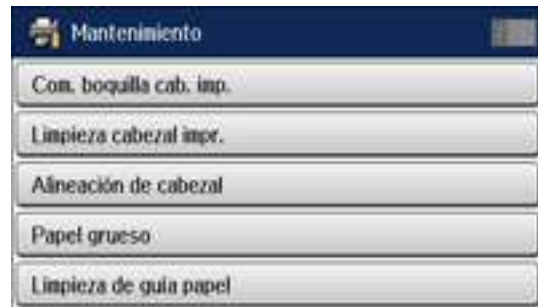 Mantenimiento
Com. boquilla cab. imp.
Limpieza cabezal impr.
Alineación de cabezal
Papel grueso
Limpieza de guía papel